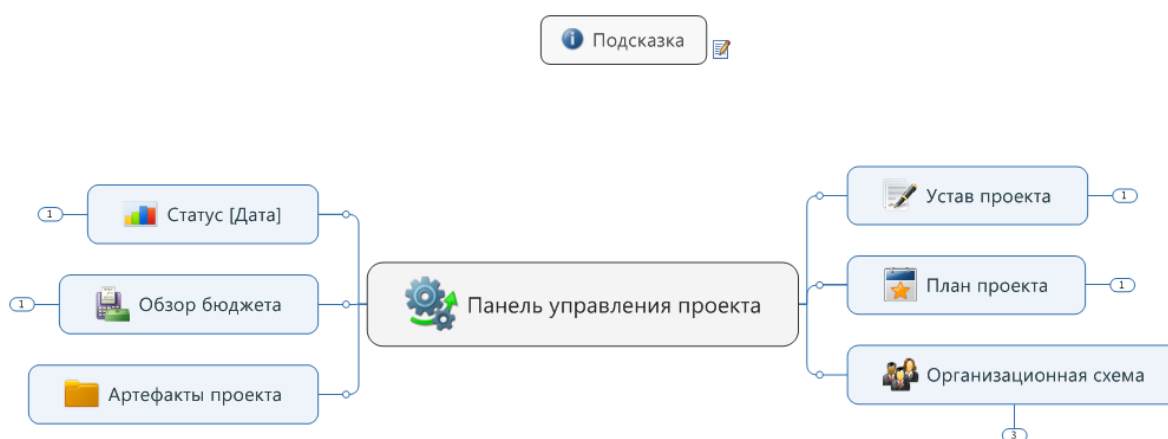 Подсказка
Статус [Дата]
1
Обзор бюджета
1
Артефакты проекта
Панель управления проекта
Устав проекта
1
План проекта
1
Организационная схема
3